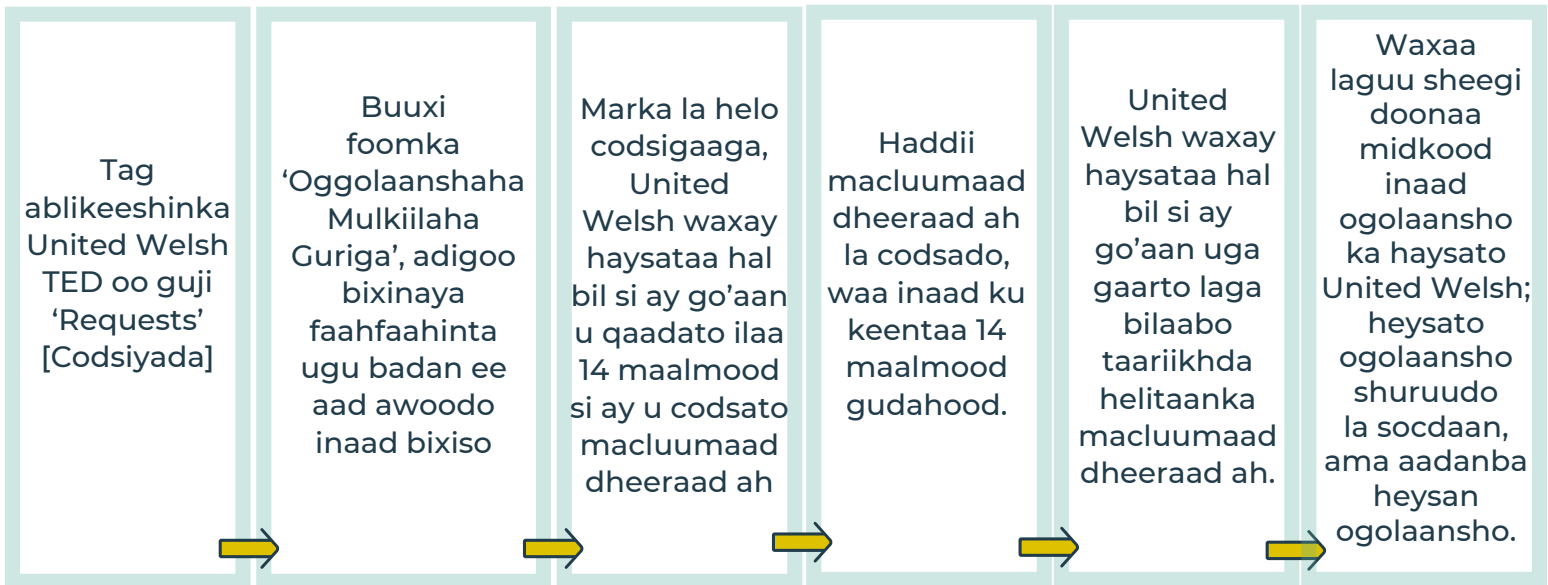 Tag
ablikeeshinka
United Welsh
TED oo guji
‘Requests’
[Codsiyada]
Buuxi
foomka
‘Oggolaanshaha
Mulkiilaha
Guriga’, adigoo
bixinaya
faahfaahinta
ugu badan ee
aad awoodo
inaad bixiso
Marka la helo
codsigaaga,
United
Welsh waxay
haysataa hal
bil si ay go’aan
u qaadato ilaa
14 maalmood
si ay u codsato
macluumaad
dheeraad ah
Haddii
macluumaad
dheeraad ah
la codsado,
waa inaad ku
keentaa 14
maalmood
gudahood.
United
Welsh waxay
haysataa hal
bil si ay
go’aan uga
gaarto laga
bilaabo
taariikhda
helitaanka
macluumaad
dheeraad ah.
Waxaa
laguu sheegi
doonaa
midkood
inaad
ogolaansho
ka haysato
United Welsh;
heysato
ogolaansho
shuruudo
la socdaan,
ama aadanba
heysan
ogolaansho.